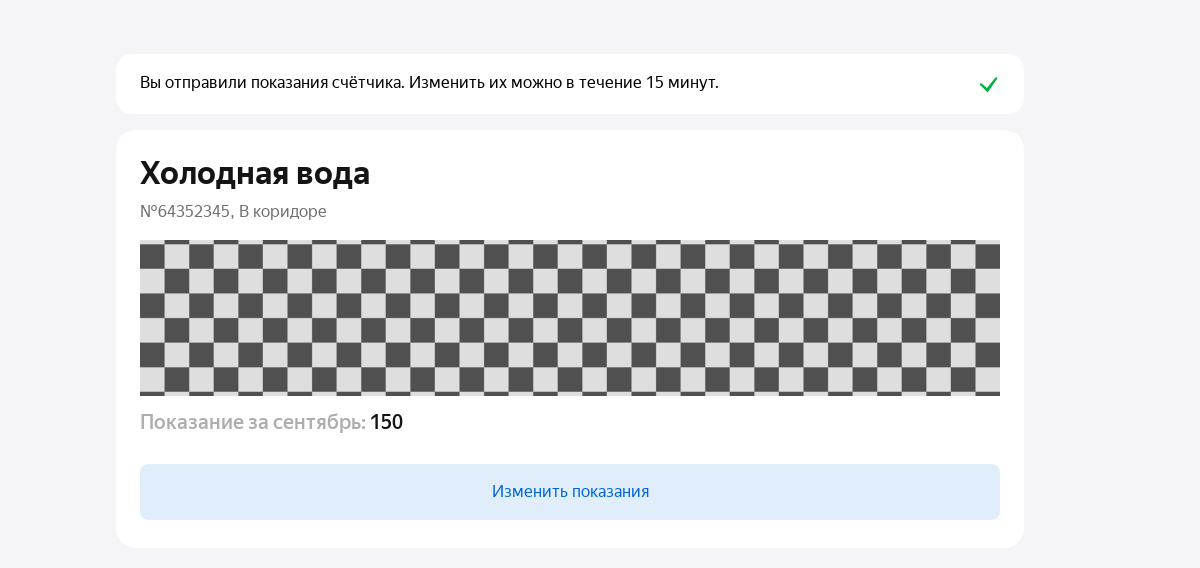 Вы отправили показания счётчика. Изменить их можно в течение 15 минут.
Холодная вода
№64352345, В коридоре
Показание за сентябрь: 150
Изменить показания